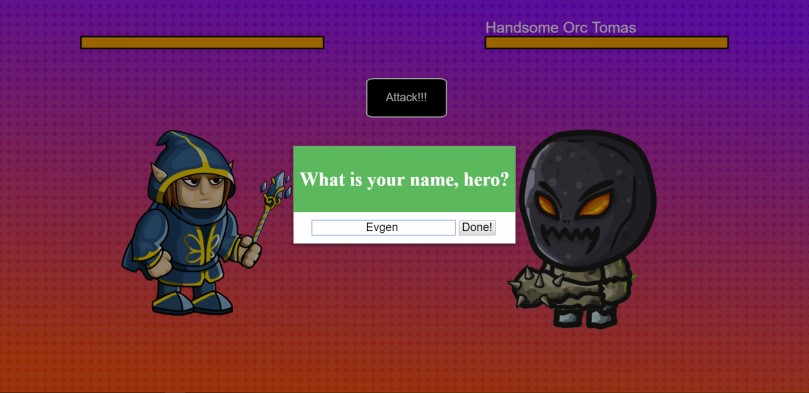 Handsome Orc Tomas
Attack!!!
What is your name, hero?
Evgen
Done!